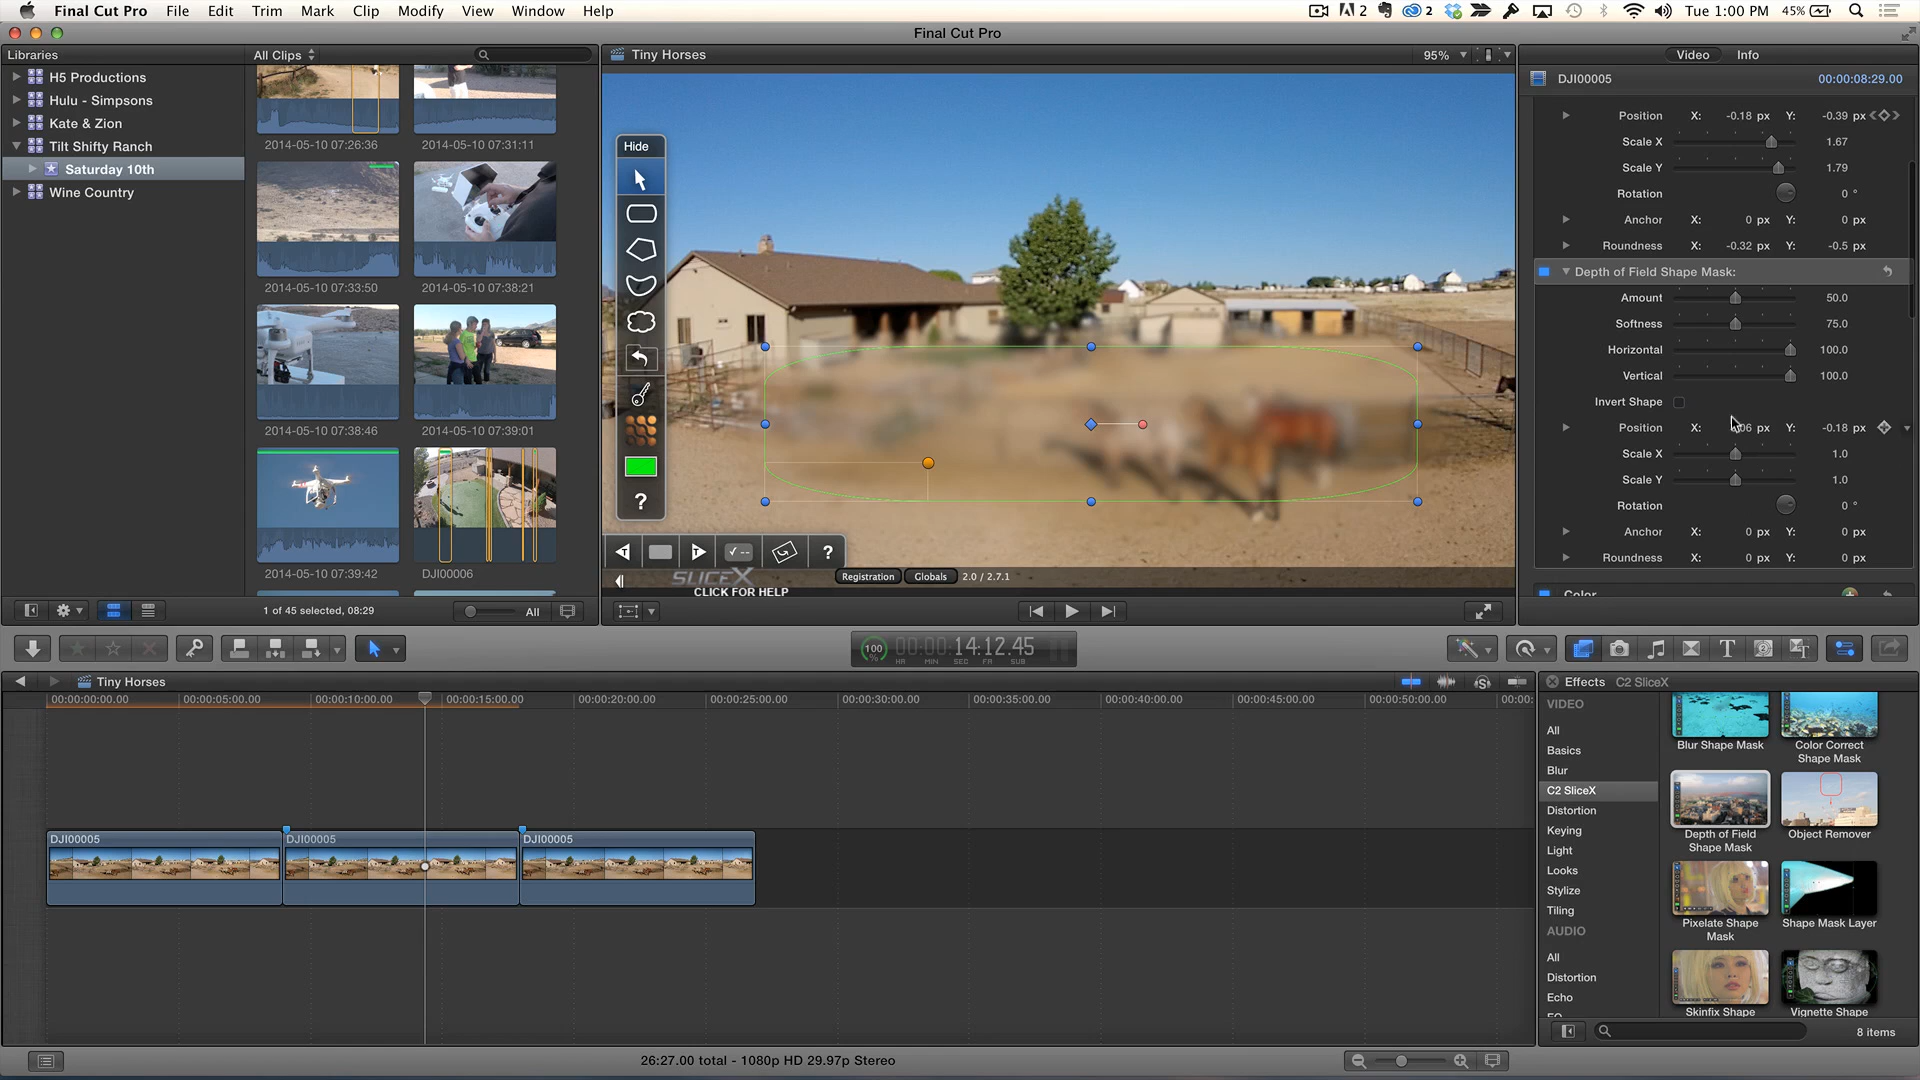 Final Cut Pro File Edit Trim Mark Clip Modify View Window Help
2 2 Tue 1:00 PM 45%
Final Cut Pro
Libraries
All Clips
Tiny Horses
95%
Video Info
H5 Productions
Hulu - Simpsons
Kate & Zion
Tilt Shifty Ranch
Saturday 10th
Wine Country
2014-05-10 07:26:36
2014-05-10 07:31:11
2014-05-10 07:33:50
2014-05-10 07:38:21
2014-05-10 07:38:46
2014-05-10 07:39:01
2014-05-10 07:39:42
DJI00006
1 of 45 selected, 08:29
All
Hide
?
T T ✓-- ?
SLICEX
CLICK FOR HELP
Registration Globals 2.0 / 2.7.1
DJI00005
00:00:08:29.00
Position X: -0.18 px Y: -0.39 px
Scale X 1.67
Scale Y 1.79
Rotation 0 °
Anchor X: 0 px Y: 0 px
Roundness X: -0.32 px Y: -0.5 px
Depth of Field Shape Mask:
Amount 50.0
Softness 75.0
Horizontal 100.0
Vertical 100.0
Invert Shape
Position X: px Y: -0.18 px
Scale X 1.0
Scale Y 1.0
Rotation 0 °
Anchor X: 0 px Y: 0 px
Roundness X: 0 px Y: 0 px
Color
100 %
00:00:14:12.45
HR MIN SEC FR SUB
Tiny Horses
00:00:00:00.00 00:00:05:00.00 00:00:10:00.00 00:00:15:00.00 00:00:20:00.00 00:00:25:00.00 00:00:30:00.00 00:00:35:00.00 00:00:40:00.00 00:00:45:00.00 00:00:50:00.00 00:00:
DJI00005
DJI00005
DJI00005
Effects C2 SliceX
VIDEO
All
Basics
Blur
C2 SliceX
Distortion
Keying
Light
Looks
Stylize
Tiling
AUDIO
All
Distortion
Echo
Blur Shape Mask
Color Correct Shape Mask
Depth of Field Shape Mask
Object Remover
Pixelate Shape Mask
Shape Mask Layer
Skinfix Shape
Vignette Shape
8 items
26:27.00 total - 1080p HD 29.97p Stereo